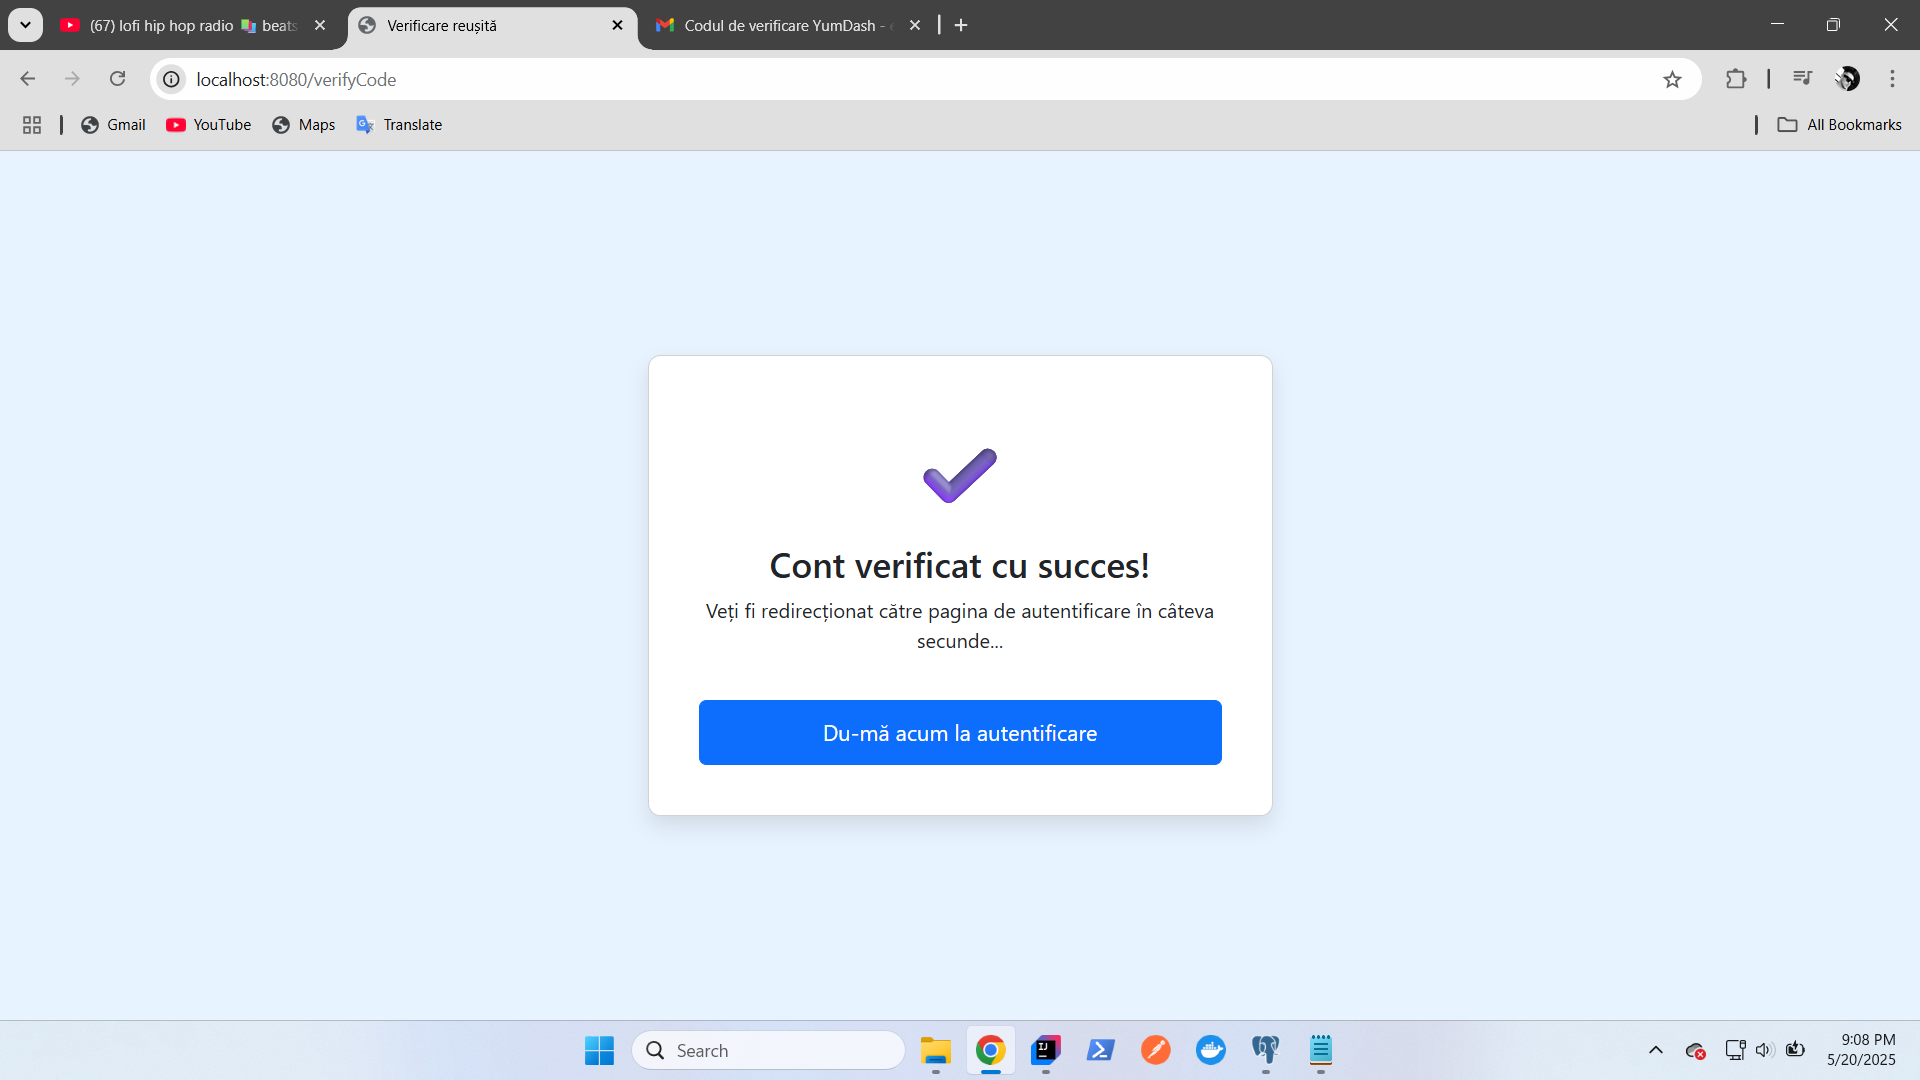 (67) lofi hip hop radio 📚 beats
Verificare reușită
Codul de verificare YumDash -
localhost:8080/verifyCode
Gmail
YouTube
Maps
Translate
All Bookmarks
Cont verificat cu succes!
Veți fi redirecționat către pagina de autentificare în câteva
secunde...
Du-mă acum la autentificare
Search
9:08 PM
5/20/2025